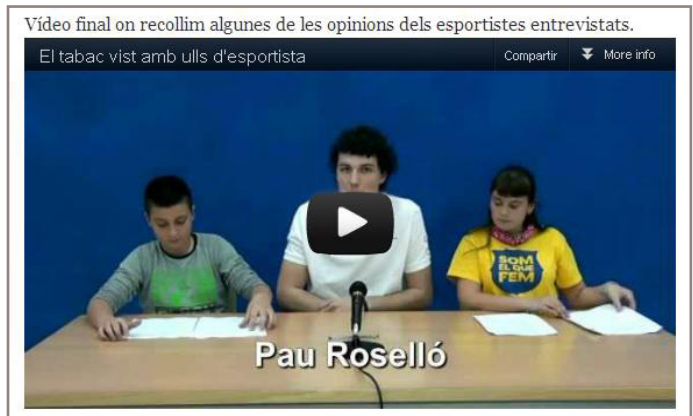 Vídeo final on recollim algunes de les opinions dels esportistes entrevistats.
El tabac vist amb ulls d'esportista
Compartir
More info
SOM
EL QUE
FEM
Pau Roselló